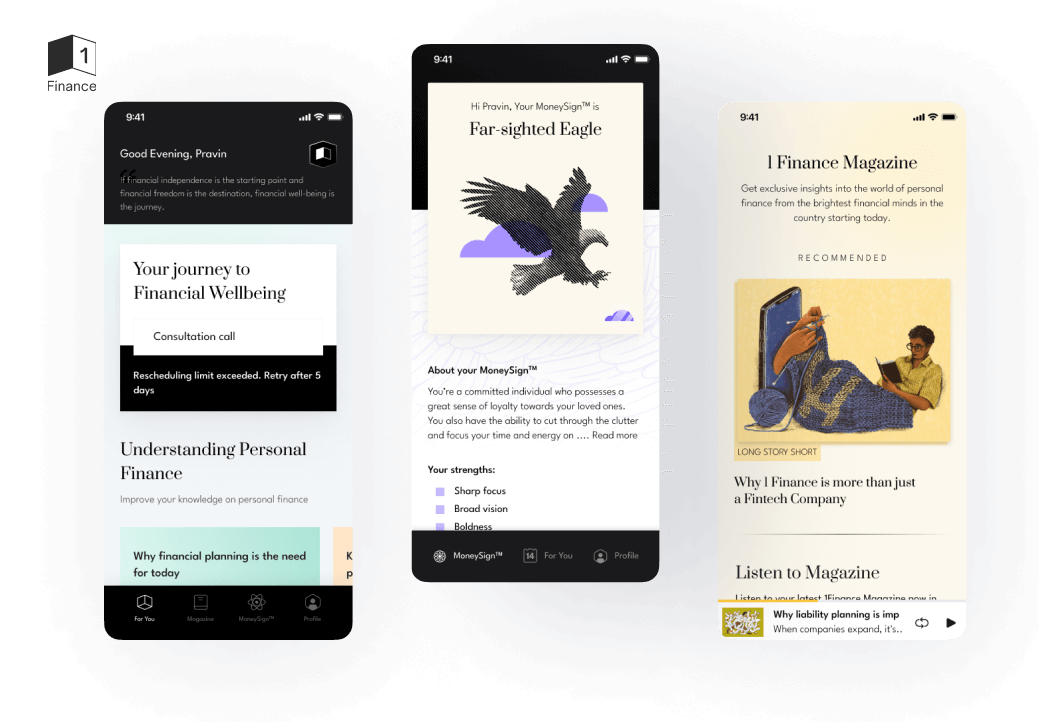 1
Finance
9:41
Good Evening, Pravin
“
If financial independence is the starting point and
financial freedom is the destination, financial well-being is
the journey.
Your journey to
Financial Wellbeing
Consultation call
Rescheduling limit exceeded. Retry after 5
days
Understanding Personal
Finance
Improve your knowledge on personal finance
Why financial planning is the need
for today
K
p
For You
Magazine
MoneySign™
Profile
9:41
Hi Pravin, Your MoneySign™ is
Far-sighted Eagle
About your MoneySign™
You're a committed individual who possesses a
great sense of loyalty towards your loved ones.
You also have the ability to cut through the clutter
and focus your time and energy on .... Read more
Your strengths:
Sharp focus
Broad vision
Boldness
MoneySign™
14
For You
Profile
9:41
1 Finance Magazine
Get exclusive insights into the world of personal
finance from the brightest financial minds in the
country starting today.
RECOMMENDED
LONG STORY SHORT
Why 1 Finance is more than just
a Fintech Company
Listen to Magazine
Listen to your latest 1Finance Magazine now in
Why liability planning is imp
When companies expand, it's..